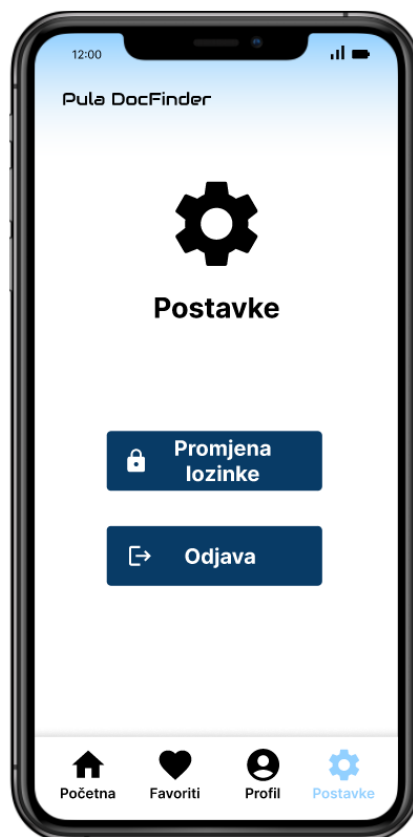 12:00
Pula DocFinder
Postavke
Promjena
lozinke
Odjava
Početna Favoriti Profil Postavke